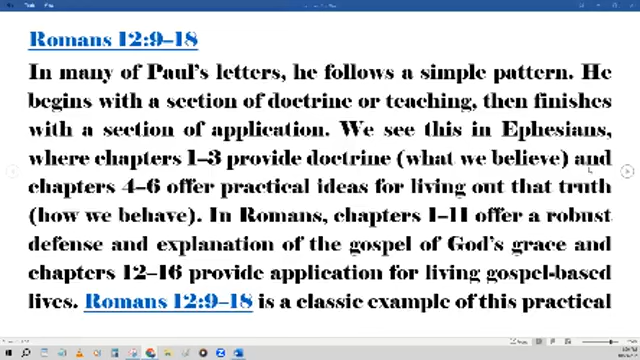 Romans 12:9–18
In many of Paul's letters, he follows a simple pattern. He
begins with a section of doctrine or teaching, then finishes
with a section of application. We see this in Ephesians,
where chapters 1–3 provide doctrine (what we believe) and
chapters 4–6 offer practical ideas for living out that truth
(how we behave). In Romans, chapters 1–11 offer a robust
defense and explanation of the gospel of God's grace and
chapters 12–16 provide application for living gospel-based
lives. Romans 12:9–18 is a classic example of this practical